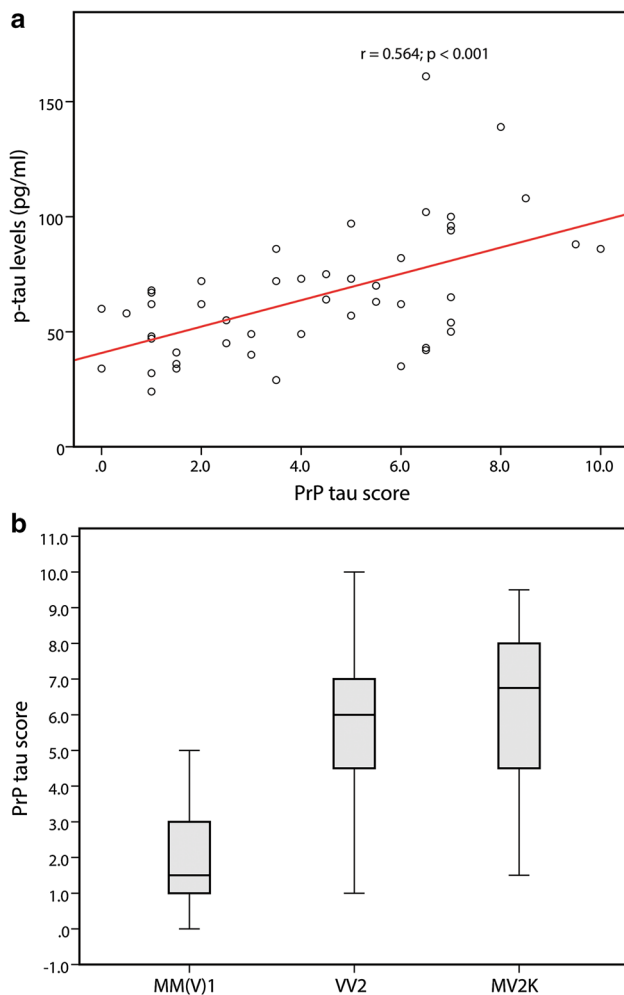 a
r = 0.564; p < 0.001
p-tau levels (pg/ml)
150
100
50
0
.0 2.0 4.0 6.0 8.0 10.0
PrP tau score
b
PrP tau score
11.0
10.0
9.0
8.0
7.0
6.0
5.0
4.0
3.0
2.0
1.0
.0
-1.0
MM(V)1 VV2 MV2K